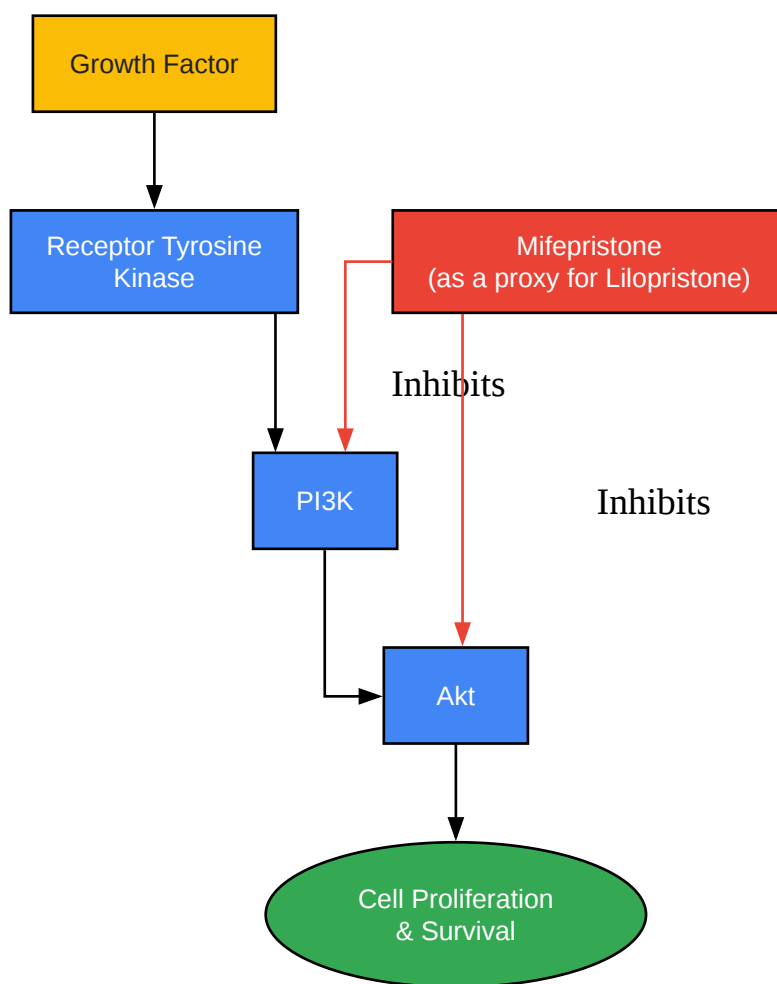 Growth Factor
Receptor Tyrosine
Kinase
Mifepristone
(as a proxy for Lilopristone)
Inhibits
Inhibits
PI3K
Akt
Cell Proliferation
& Survival